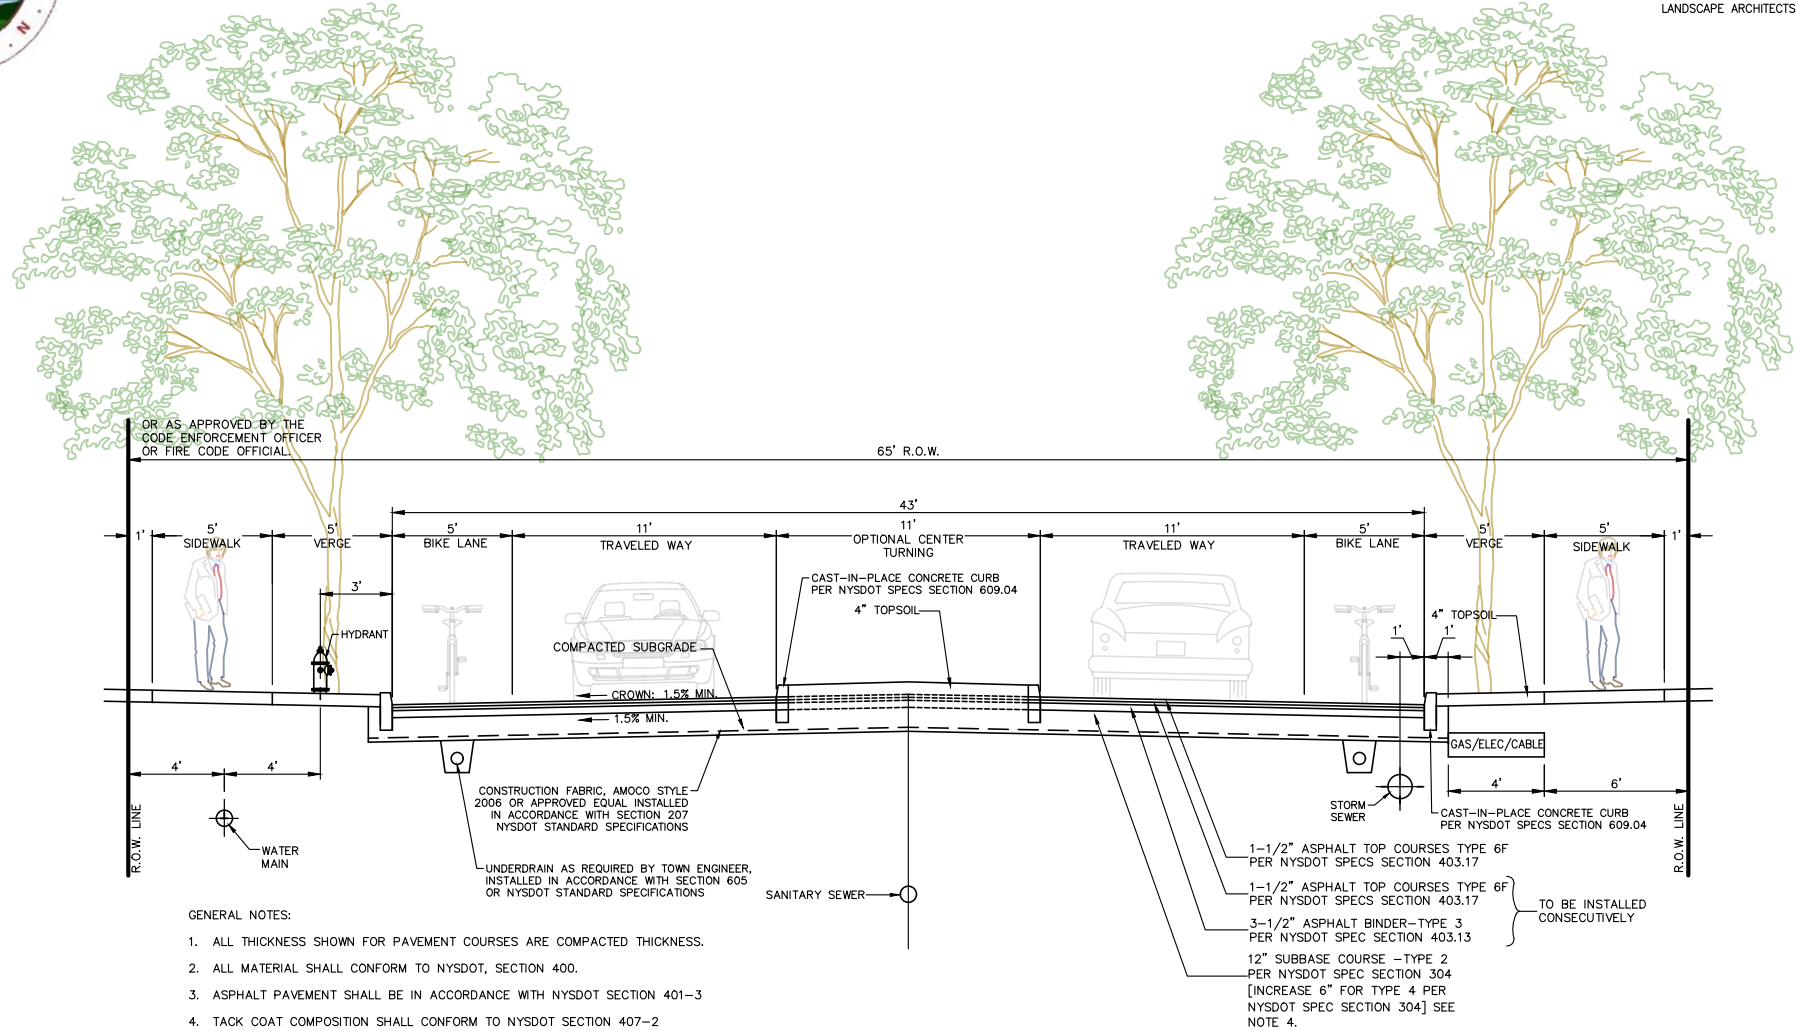 LANDSCAPE ARCHITECTS
N
OR AS APPROVED BY THE
CODE ENFORCEMENT OFFICER
OR FIRE CODE OFFICIAL.
65' R.O.W.
43'
1'
5'
SIDEWALK
5'
VERGE
5'
BIKE LANE
11'
TRAVELED WAY
11'
OPTIONAL CENTER
TURNING
11'
TRAVELED WAY
5'
BIKE LANE
5'
VERGE
5'
SIDEWALK
1'
3'
HYDRANT
CAST-IN-PLACE CONCRETE CURB
PER NYSDOT SPECS SECTION 609.04
4" TOPSOIL
COMPACTED SUBGRADE
CROWN: 1.5% MIN.
1.5% MIN.
4" TOPSOIL
1'
1'
GAS/ELEC/CABLE
4'
4'
4'
6'
R.O.W. LINE
WATER
MAIN
CONSTRUCTION FABRIC, AMOCO STYLE
2006 OR APPROVED EQUAL INSTALLED
IN ACCORDANCE WITH SECTION 207
NYSDOT STANDARD SPECIFICATIONS
UNDERDRAIN AS REQUIRED BY TOWN ENGINEER,
INSTALLED IN ACCORDANCE WITH SECTION 605
OR NYSDOT STANDARD SPECIFICATIONS
SANITARY SEWER
STORM
SEWER
CAST-IN-PLACE CONCRETE CURB
PER NYSDOT SPECS SECTION 609.04
R.O.W. LINE
1-1/2" ASPHALT TOP COURSES TYPE 6F
PER NYSDOT SPECS SECTION 403.17
1-1/2" ASPHALT TOP COURSES TYPE 6F
PER NYSDOT SPECS SECTION 403.17
3-1/2" ASPHALT BINDER-TYPE 3
PER NYSDOT SPEC SECTION 403.13
TO BE INSTALLED
CONSECUTIVELY
12" SUBBASE COURSE -TYPE 2
PER NYSDOT SPEC SECTION 304
[INCREASE 6" FOR TYPE 4 PER
NYSDOT SPEC SECTION 304] SEE
NOTE 4.
GENERAL NOTES:
1. ALL THICKNESS SHOWN FOR PAVEMENT COURSES ARE COMPACTED THICKNESS.
2. ALL MATERIAL SHALL CONFORM TO NYSDOT, SECTION 400.
3. ASPHALT PAVEMENT SHALL BE IN ACCORDANCE WITH NYSDOT SECTION 401-3
4. TACK COAT COMPOSITION SHALL CONFORM TO NYSDOT SECTION 407-2